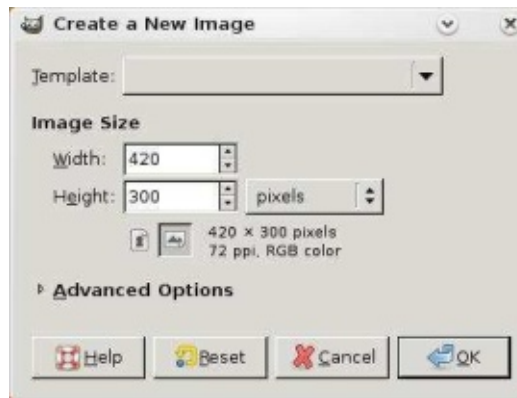 Create a New Image
Template:
Image Size
Width: 420
Height: 300 pixels
420 × 300 pixels
72 ppi, RGB color
Advanced Options
Help Reset Cancel OK